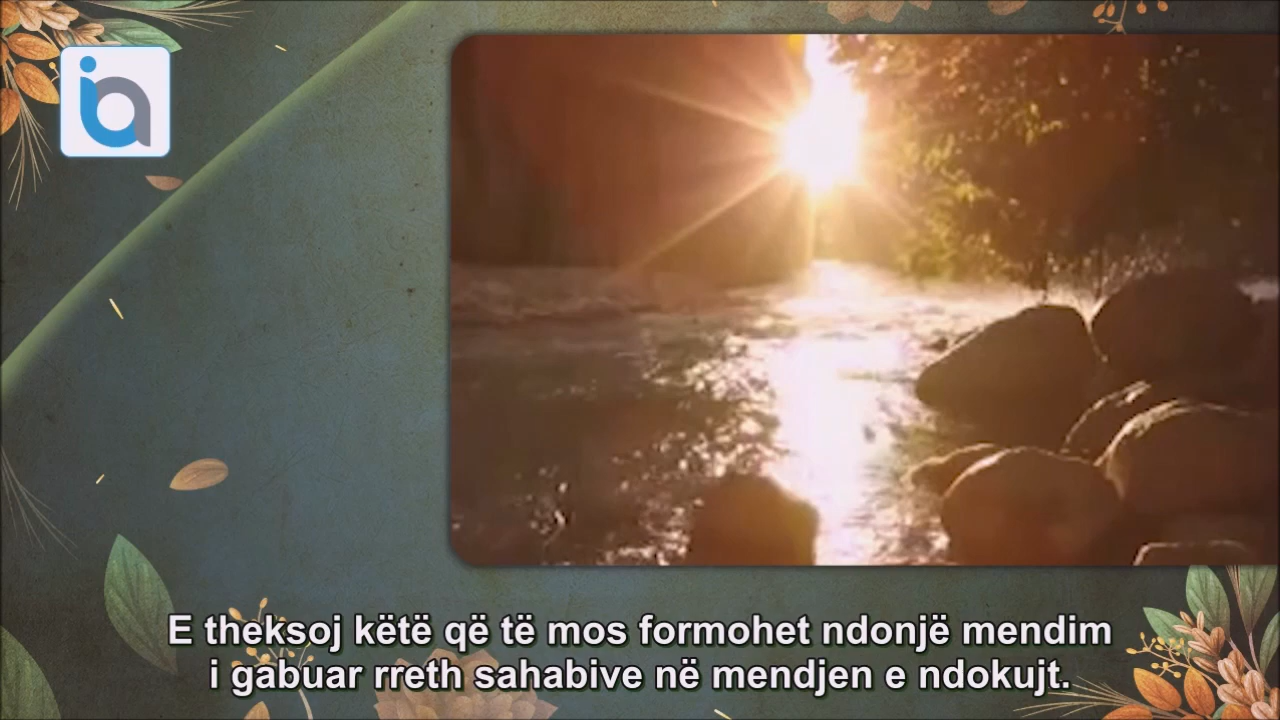 E theksoj këtë që të mos formohet ndonjë mendim
i gabuar rreth sahabive në mendjen e ndokujt.